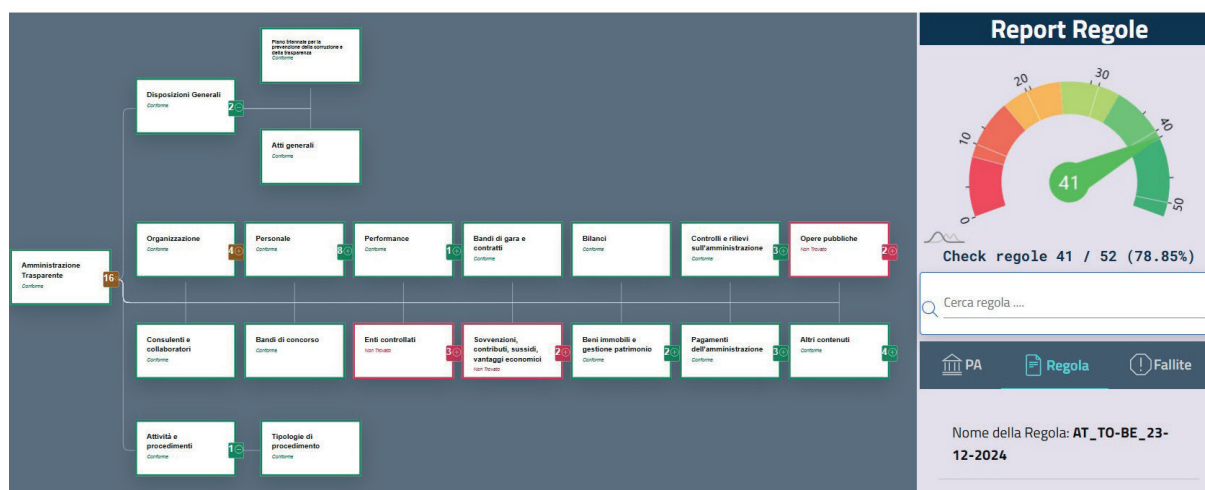 Piano triennale per la
prevenzione della corruzione e
della trasparenza
Conforme
Disposizioni Generali
Conforme
2
Atti generali
Conforme
Amministrazione
Trasparente
Conforme
16
Organizzazione
Conforme
4
Personale
Conforme
8
Performance
Conforme
1
Bandi di gara e
contratti
Conforme
Bilanci
Conforme
Controlli e rilievi
sull'amministrazione
Conforme
3
Opere pubbliche
Non Trovato
2
Consulenti e
collaboratori
Conforme
Bandi di concorso
Conforme
Enti controllati
Non Trovato
3
Sovvenzioni,
contributi, sussidi,
vantaggi economici
Non Trovato
2
Beni immobili e
gestione patrimonio
Conforme
2
Pagamenti
dell'amministrazione
Conforme
3
Altri contenuti
Conforme
4
Attività e
procedimenti
Conforme
1
Tipologie di
procedimento
Conforme
Report Regole
0
10
20
30
40
50
41
Check regole 41 / 52 (78.85%)
Cerca regola ....
PA
Regola
Fallite
Nome della Regola: AT_TO-BE_23-
12-2024